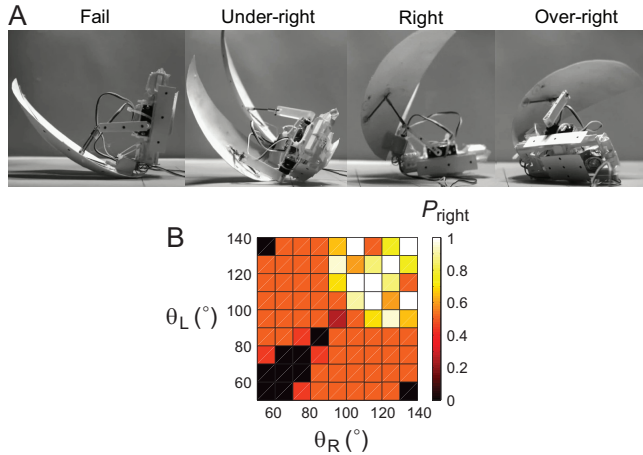 A
Fail Under-right Right Over-right
B
P_right
140
120
θ_L (°) 100
80
60
60 80 100 120 140
θ_R (°)
1
0.8
0.6
0.4
0.2
0